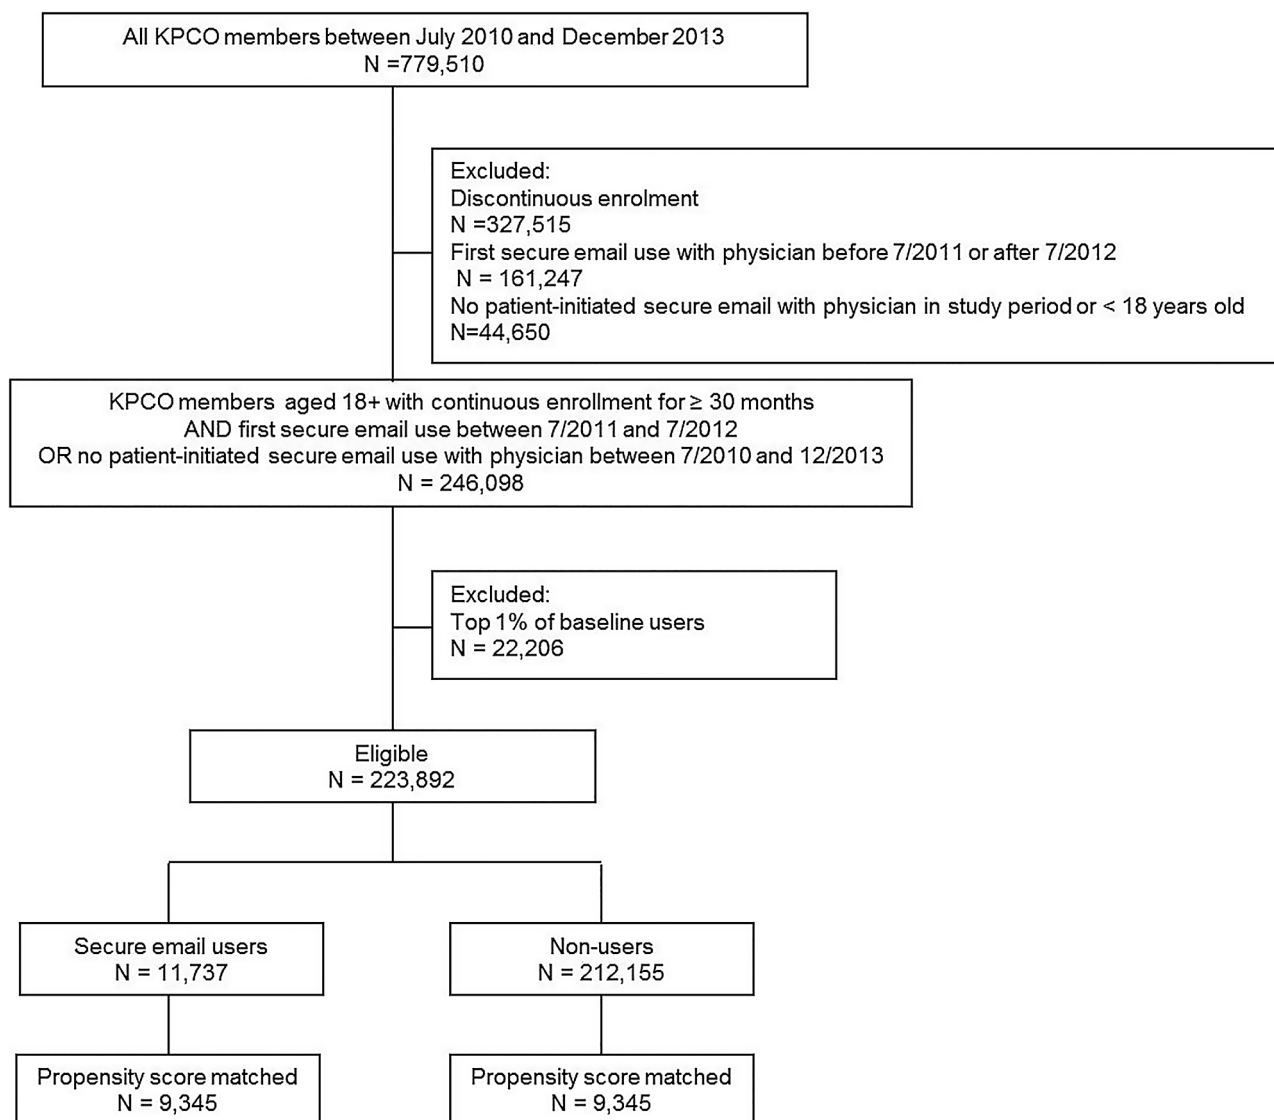 All KPCO members between July 2010 and December 2013
N =779,510
Excluded:
Discontinuous enrolment
N =327,515
First secure email use with physician before 7/2011 or after 7/2012
N = 161,247
No patient-initiated secure email with physician in study period or < 18 years old
N=44,650
KPCO members aged 18+ with continuous enrollment for ≥ 30 months
AND first secure email use between 7/2011 and 7/2012
OR no patient-initiated secure email use with physician between 7/2010 and 12/2013
N = 246,098
Excluded:
Top 1% of baseline users
N = 22,206
Eligible
N = 223,892
Secure email users
N = 11,737
Non-users
N = 212,155
Propensity score matched
N = 9,345
Propensity score matched
N = 9,345